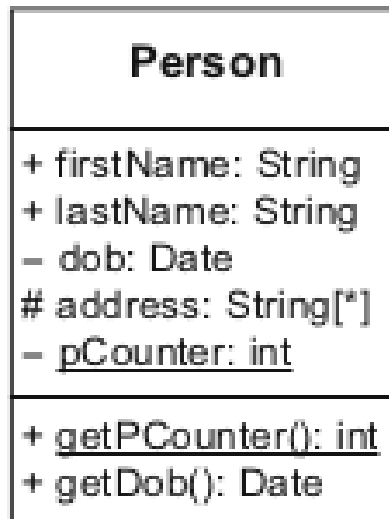 Person
+ firstName: String
+ lastName: String
– dob: Date
# address: String[*]
– pCounter: int
+ getPCounter(): int
+ getDob(): Date